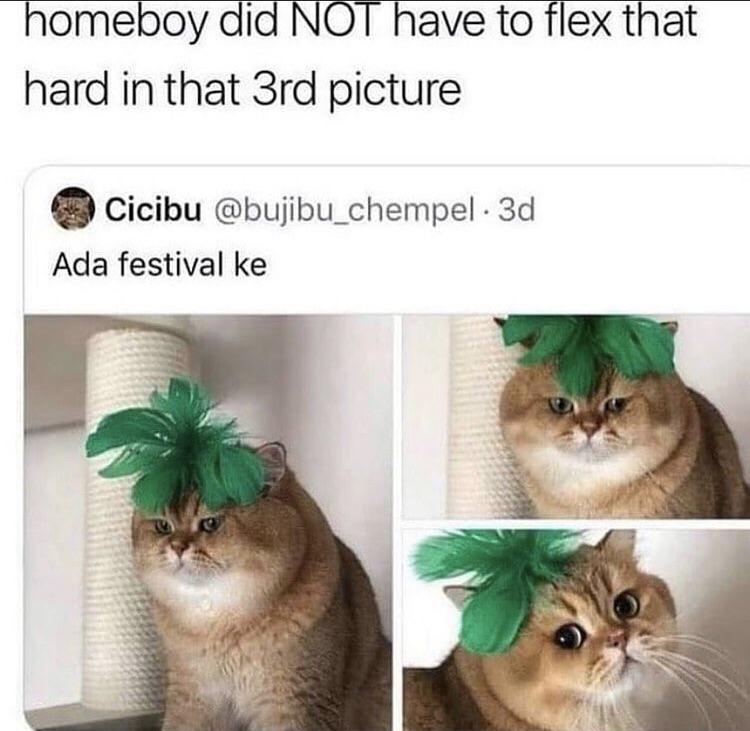 homeboy did NOT have to flex that
hard in that 3rd picture
Cicibu @bujibu_chempel · 3d
Ada festival ke